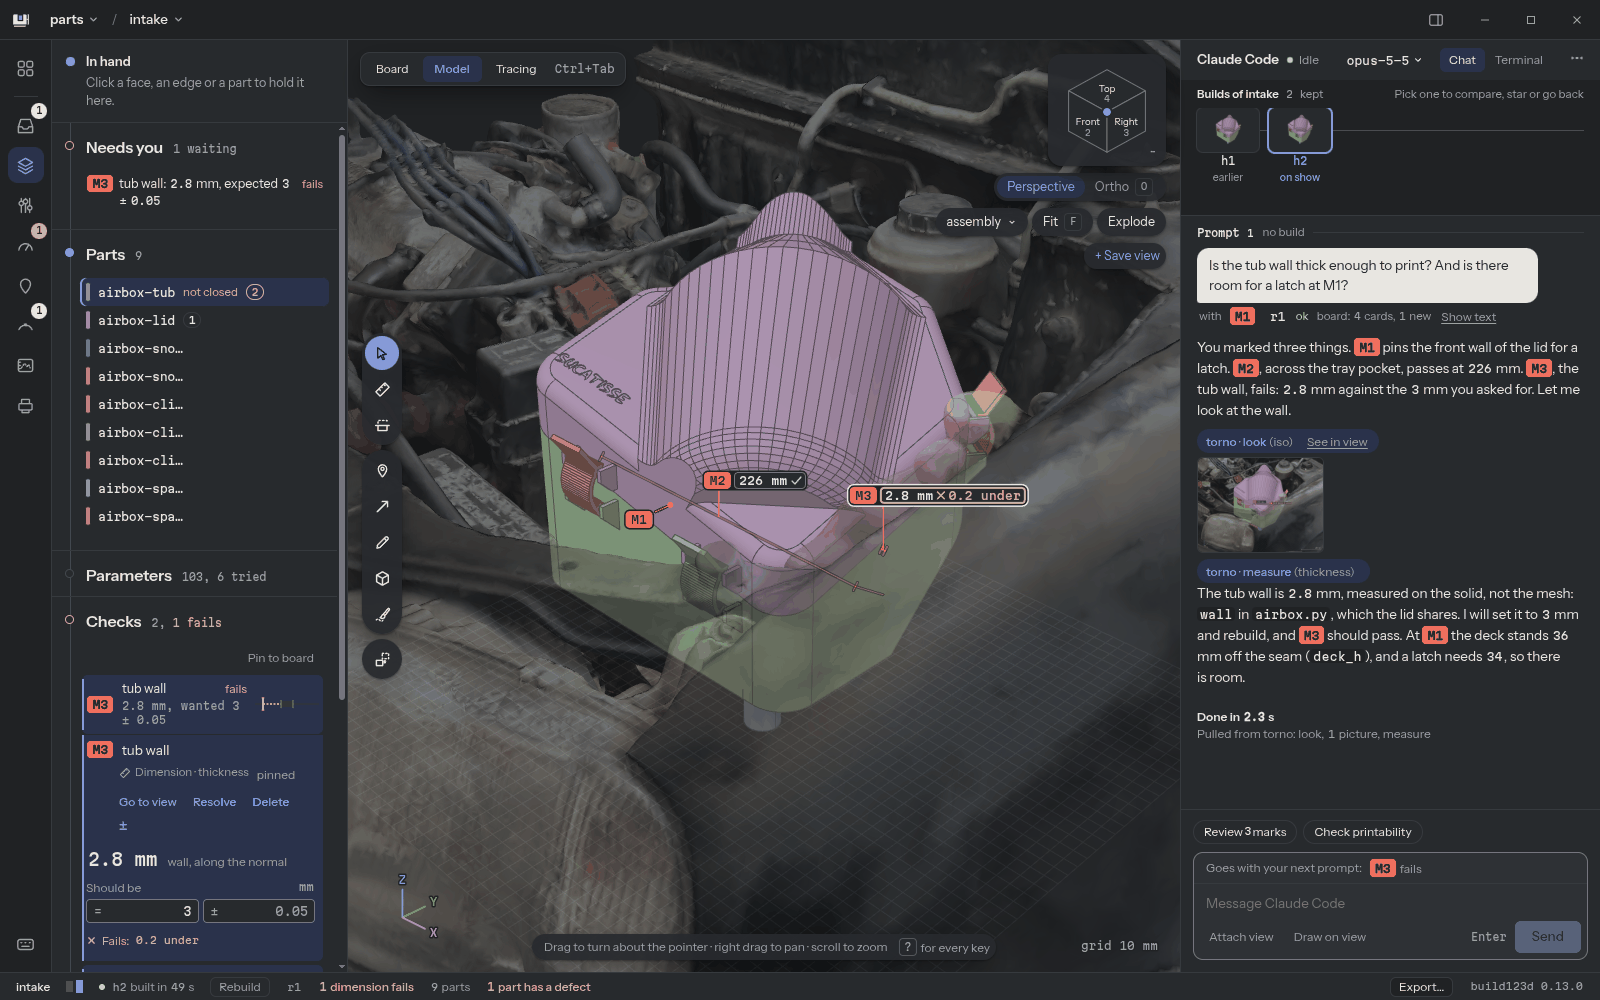 parts / intake
In hand
Click a face, an edge or a part to hold it
here.
1
1
1
Needs you 1 waiting
M3 tub wall: 2.8 mm, expected 3 fails
± 0.05
Parts 9
airbox-tub not closed 2
airbox-lid 1
airbox-sno…
airbox-sno…
airbox-cli…
airbox-cli…
airbox-cli…
airbox-spa…
airbox-spa…
Parameters 103, 6 tried
Checks 2, 1 fails
Pin to board
M3 tub wall fails
2.8 mm, wanted 3
± 0.05
M3 tub wall
Dimension · thickness pinned
Go to view Resolve Delete
±
2.8 mm wall, along the normal
Should be mm
= 3 ± 0.05
× Fails: 0.2 under
Board Model Tracing Ctrl+Tab
Top
4
Front
2
Right
3
Perspective Ortho O
assembly Fit F Explode
+ Save view
SUCATISSE
M2 226 mm ✓
M3 2.8 mm × 0.2 under
M1
Z
Y
X
Drag to turn about the pointer · right drag to pan · scroll to zoom ? for every key
grid 10 mm
Claude Code Idle opus-5-5 Chat Terminal ···
Builds of intake 2 kept Pick one to compare, star or go back
h1
earlier
h2
on show
Prompt 1 no build
Is the tub wall thick enough to print? And is there
room for a latch at M1?
with M1 r1 ok board: 4 cards, 1 new Show text
You marked three things. M1 pins the front wall of the lid for a
latch. M2, across the tray pocket, passes at 226 mm. M3, the
tub wall, fails: 2.8 mm against the 3 mm you asked for. Let me
look at the wall.
torno · look (iso) See in view
torno · measure (thickness)
The tub wall is 2.8 mm, measured on the solid, not the mesh:
wall in airbox.py, which the lid shares. I will set it to 3 mm
and rebuild, and M3 should pass. At M1 the deck stands 36
mm off the seam (deck_h), and a latch needs 34, so there
is room.
Done in 2.3 s
Pulled from torno: look, 1 picture, measure
Review 3 marks Check printability
Goes with your next prompt: M3 fails
Message Claude Code
Attach view Draw on view Enter Send
intake h2 built in 49 s Rebuild r1 1 dimension fails 9 parts 1 part has a defect Export… build123d 0.13.0